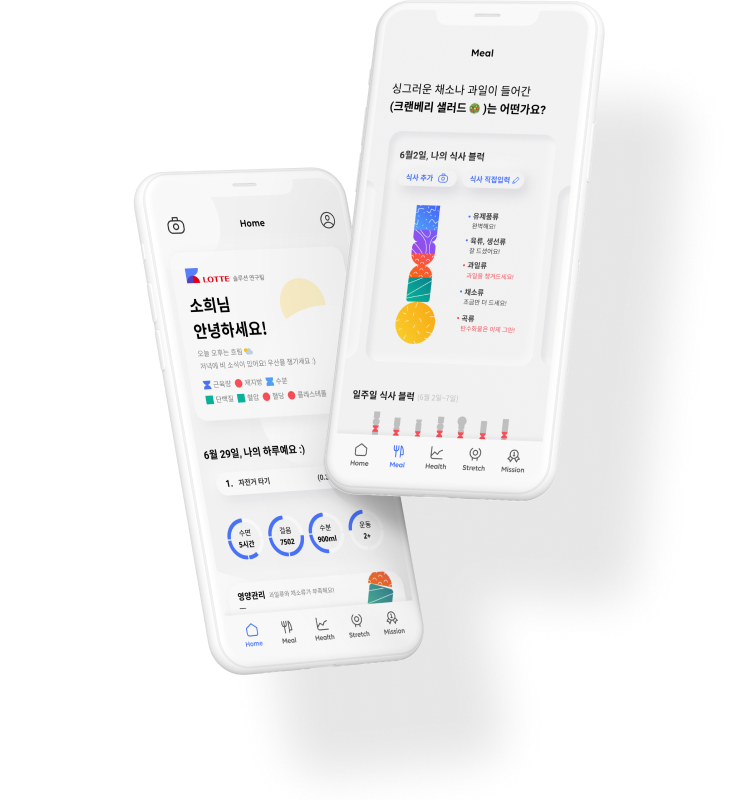 Meal
싱그러운 채소나 과일이 들어간
(크랜베리 샐러드 🥗 )는 어떤가요?
6월2일, 나의 식사 블럭
식사 추가
식사 직접입력
• 유제품류
완벽해요!
• 육류, 생선류
잘 드셨어요!
• 과일류
과일을 챙겨드세요!
• 채소류
조금만 더 드세요!
• 곡류
탄수화물은 이제 그만!
일주일 식사 블럭 (6월 2일-7일)
Home
Meal
Health
Stretch
Mission
Home
LOTTE 솔루션 연구팀
소희님
안녕하세요!
오늘 오후는 흐림
저녁에 비 소식이 있어요! 우산을 챙기세요 :)
근육량 체지방 수분
단백질 혈압 혈당 콜레스테롤
6월 29일, 나의 하루예요 :)
1. 자전거 타기
수면
5시간
걸음
7502
수분
900ml
운동
2+
영양관리 과일류와 채소류가 부족해요!
Home
Meal
Health
Stretch
Mission